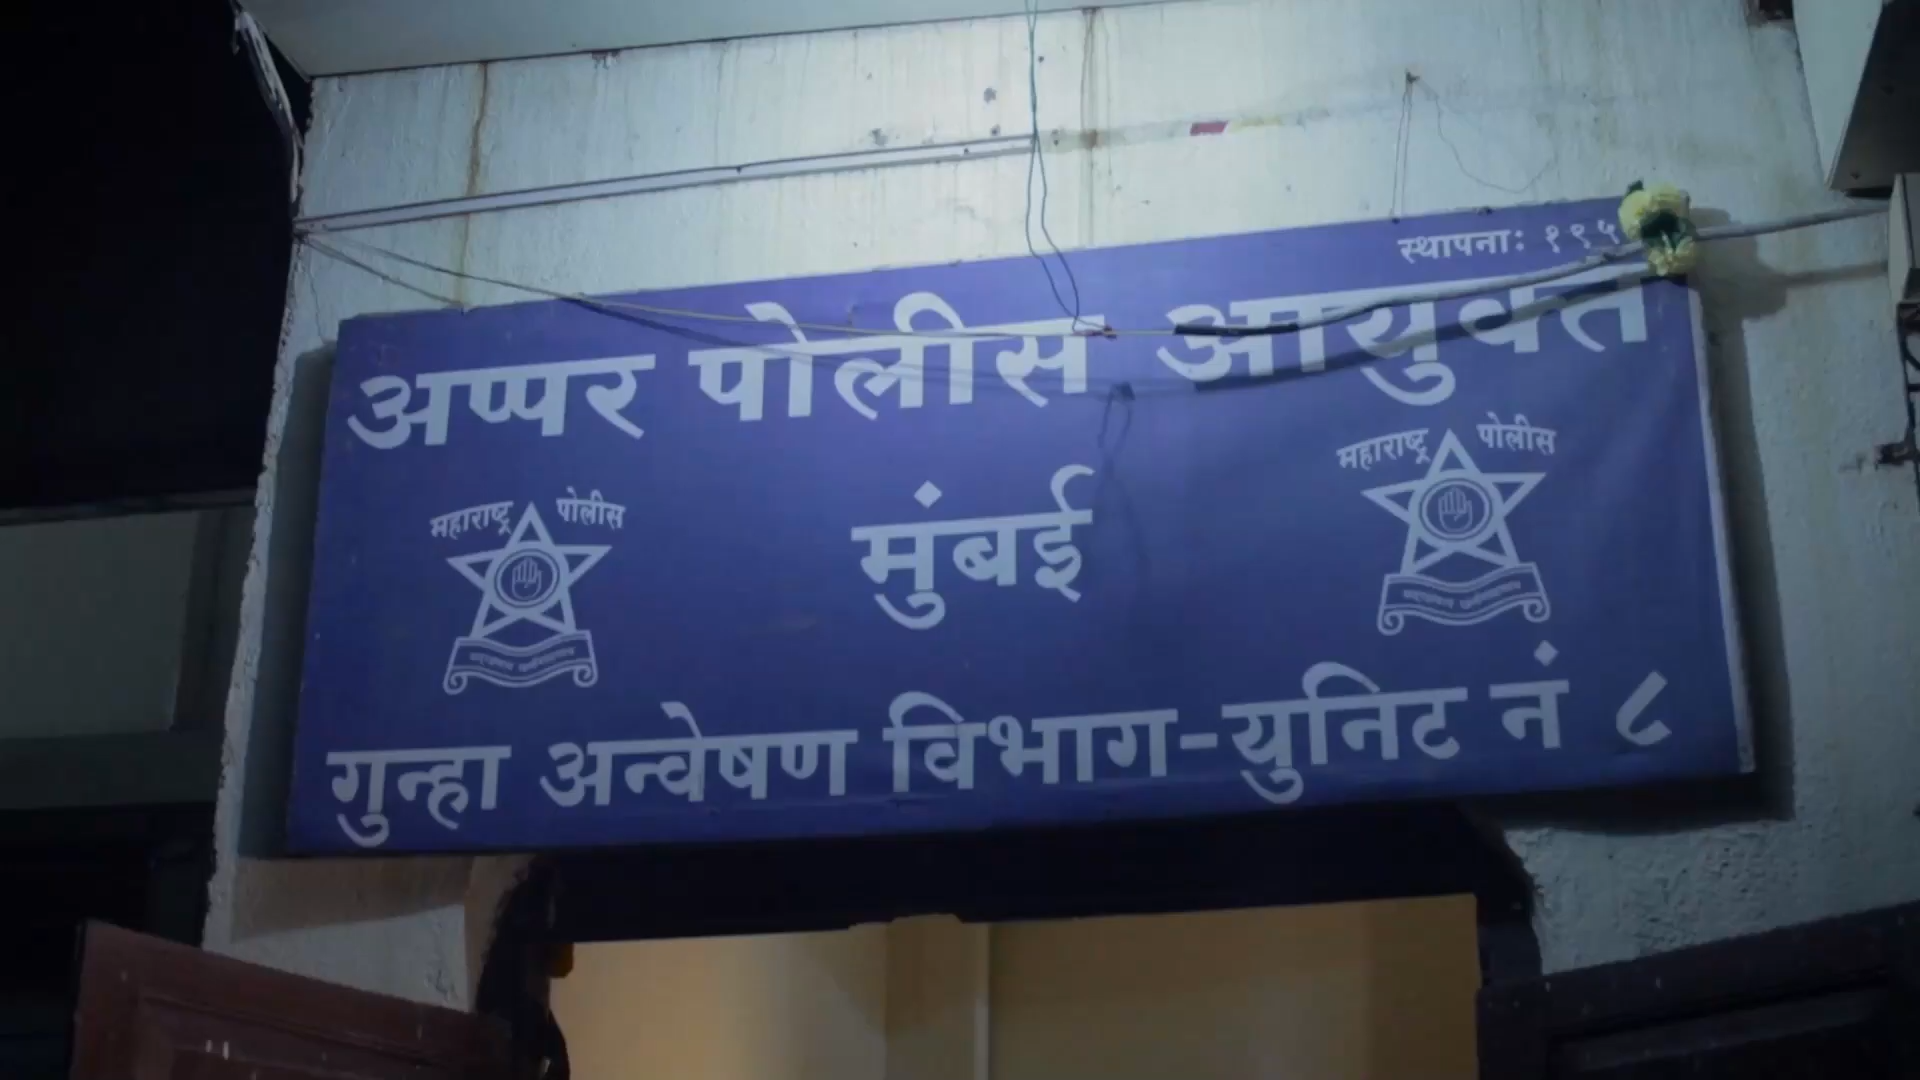 स्थापनाः १९५
अप्पर पोलीस आयुक्त
महाराष्ट्र पोलीस
महाराष्ट्र पोलीस
मुंबई
गुन्हा अन्वेषण विभाग-युनिट नं ८